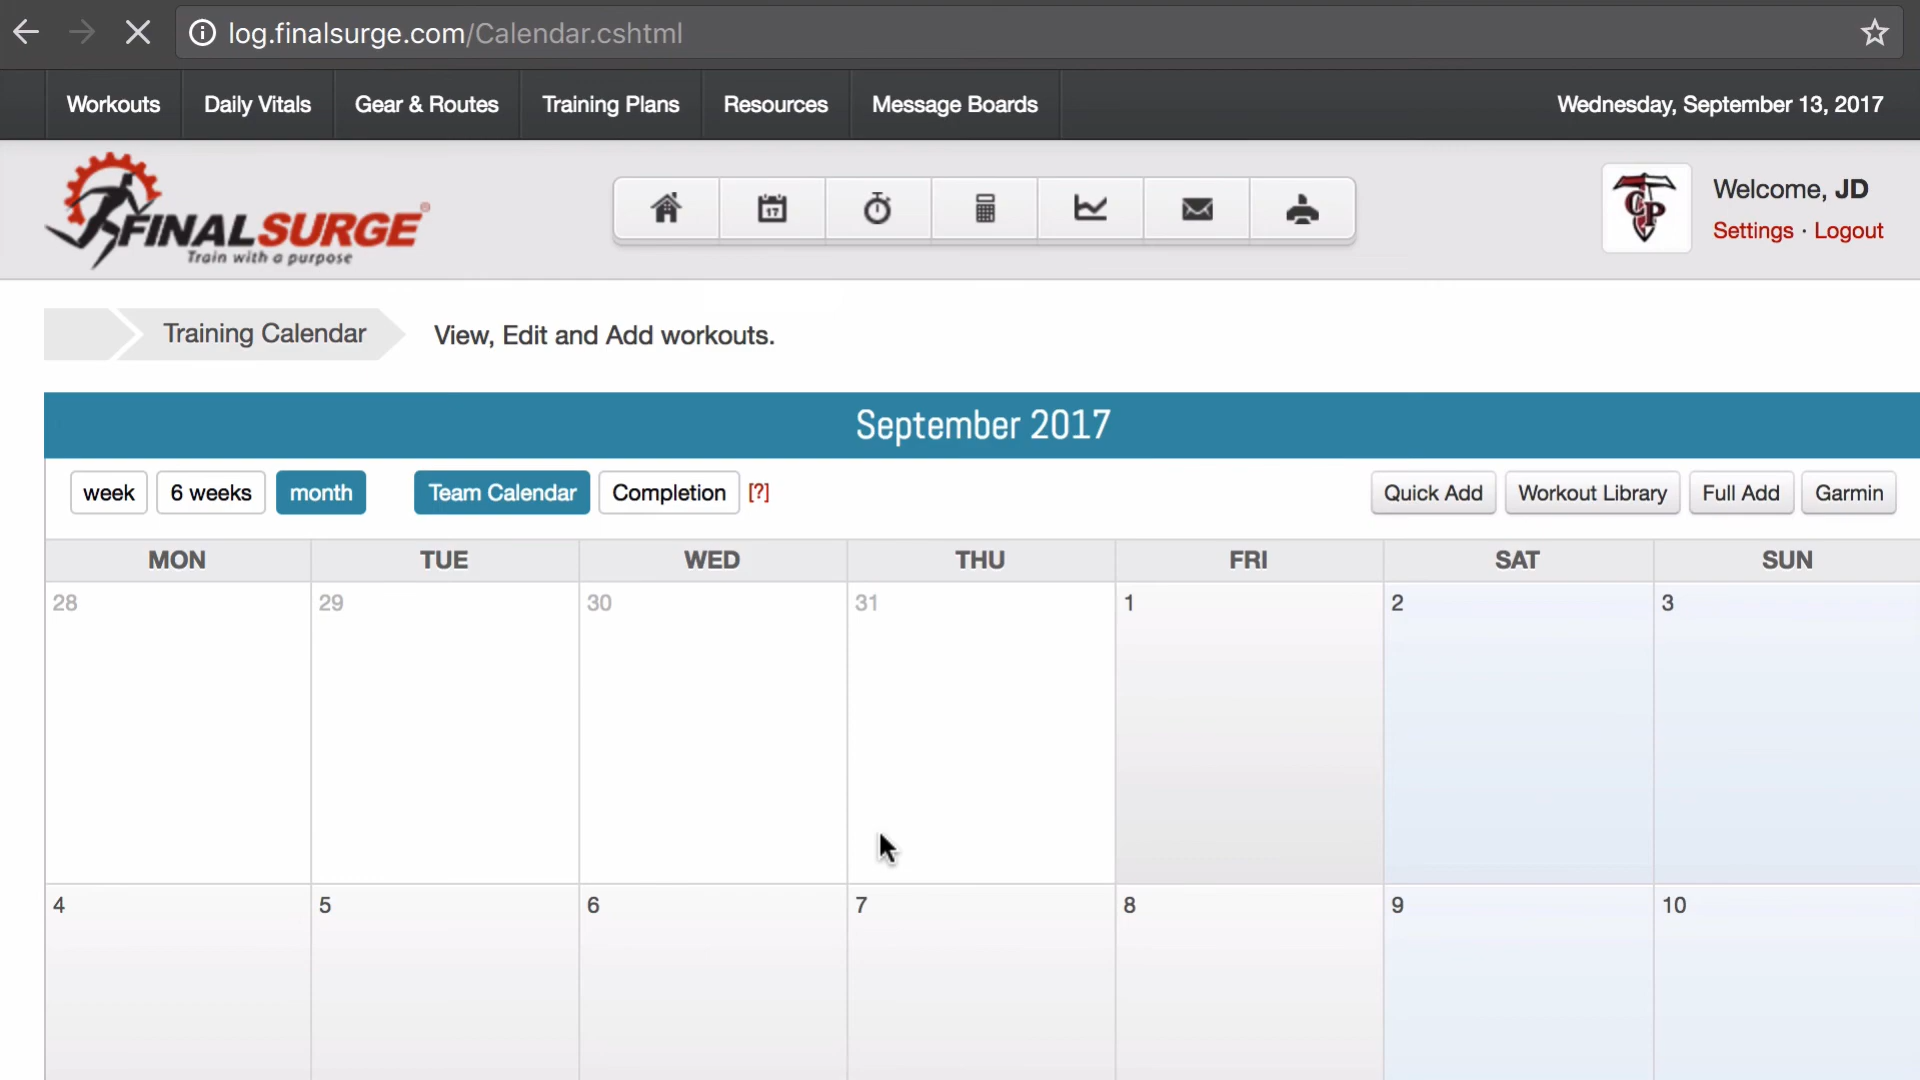 log.finalsurge.com/Calendar.cshtml
Workouts Daily Vitals Gear & Routes Training Plans Resources Message Boards Wednesday, September 13, 2017
FINALSURGE®
Train with a purpose
17
CP
Welcome, JD
Settings · Logout
Training Calendar View, Edit and Add workouts.
September 2017
week 6 weeks month Team Calendar Completion [?] Quick Add Workout Library Full Add Garmin
MON TUE WED THU FRI SAT SUN
28 29 30 31 1 2 3
4 5 6 7 8 9 10